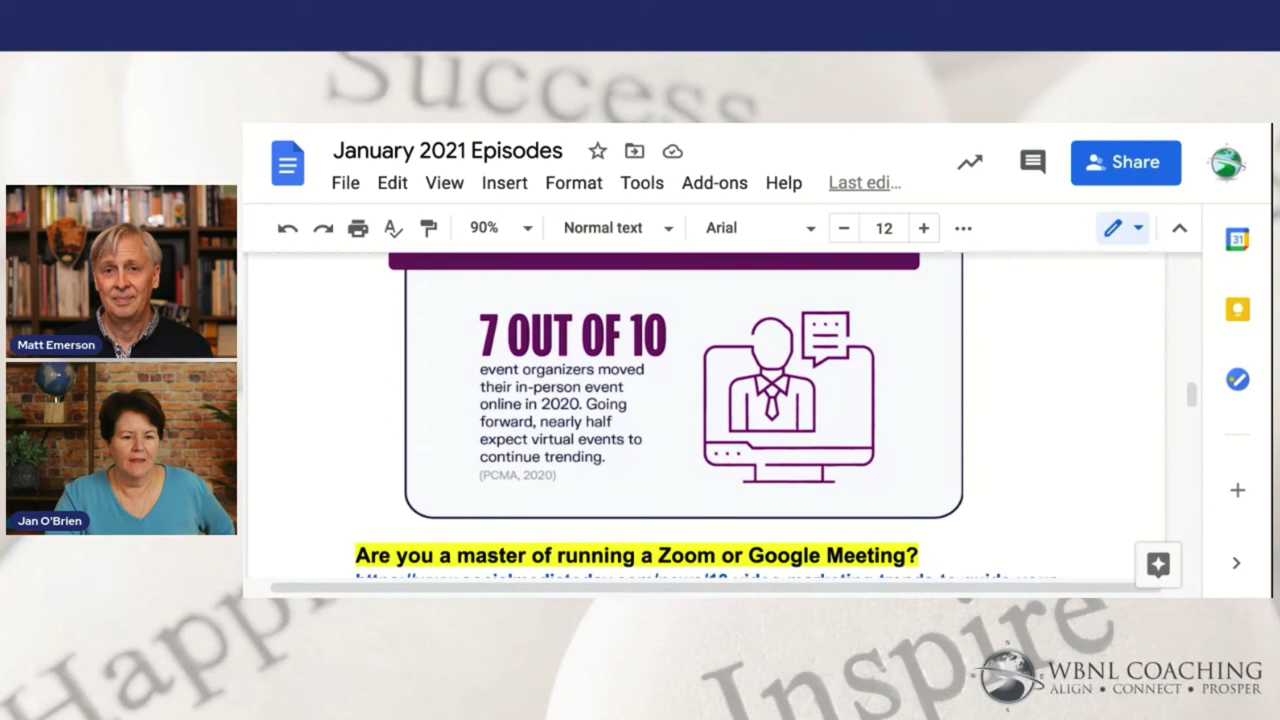 Success
January 2021 Episodes
Share
File Edit View Insert Format Tools Add-ons Help Last edi...
90% Normal text Arial 12
31
7 OUT OF 10
event organizers moved
their in-person event
online in 2020. Going
forward, nearly half
expect virtual events to
continue trending.
(PCMA, 2020)
Matt Emerson
Jan O'Brien
Are you a master of running a Zoom or Google Meeting?
Happi
Inspire
WBNL COACHING
ALIGN • CONNECT • PROSPER